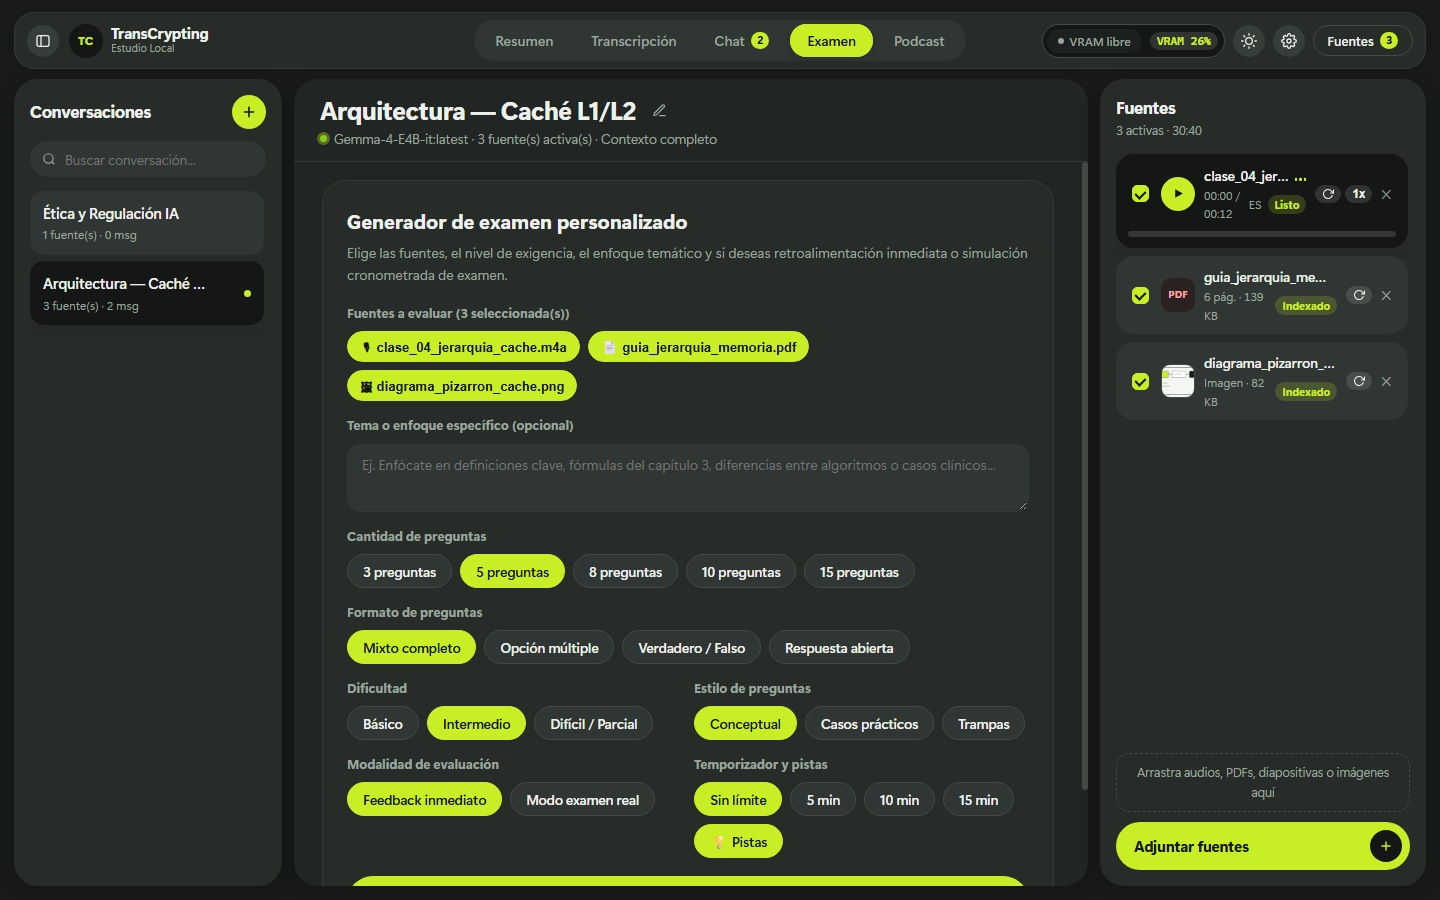 TC
TransCrypting
Estudio Local
Resumen
Transcripción
Chat 2
Examen
Podcast
VRAM libre
VRAM 26%
Fuentes 3
Conversaciones
+
Buscar conversación...
Ética y Regulación IA
1 fuente(s) · 0 msg
Arquitectura — Caché ...
3 fuente(s) · 2 msg
Arquitectura — Caché L1/L2
Gemma-4-E4B-it:latest · 3 fuente(s) activa(s) · Contexto completo
Generador de examen personalizado
Elige las fuentes, el nivel de exigencia, el enfoque temático y si deseas retroalimentación inmediata o simulación
cronometrada de examen.
Fuentes a evaluar (3 seleccionada(s))
clase_04_jerarquia_cache.m4a
guia_jerarquia_memoria.pdf
diagrama_pizarron_cache.png
Tema o enfoque específico (opcional)
Ej. Enfócate en definiciones clave, fórmulas del capítulo 3, diferencias entre algoritmos o casos clínicos...
Cantidad de preguntas
3 preguntas
5 preguntas
8 preguntas
10 preguntas
15 preguntas
Formato de preguntas
Mixto completo
Opción múltiple
Verdadero / Falso
Respuesta abierta
Dificultad
Básico
Intermedio
Difícil / Parcial
Estilo de preguntas
Conceptual
Casos prácticos
Trampas
Modalidad de evaluación
Feedback inmediato
Modo examen real
Temporizador y pistas
Sin límite
5 min
10 min
15 min
Pistas
Fuentes
3 activas · 30:40
clase_04_jer...
00:00 /
00:12
ES
Listo
1x
PDF
guia_jerarquia_me...
6 pág. · 139
KB
Indexado
diagrama_pizarron_...
Imagen · 82
KB
Indexado
Arrastra audios, PDFs, diapositivas o imágenes
aquí
Adjuntar fuentes
+